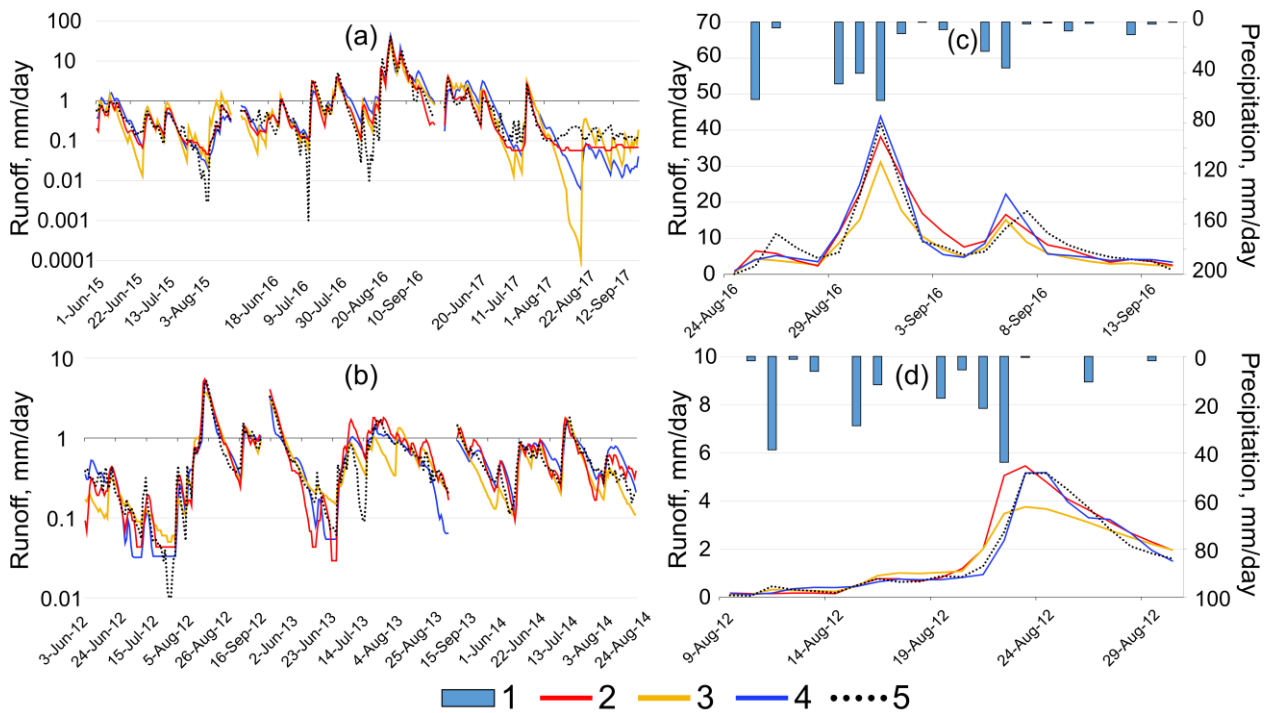 (a)
Runoff, mm/day
100
10
1
0.1
0.01
0.001
0.0001
1-Jun-15
22-Jun-15
13-Jul-15
3-Aug-15
18-Jun-16
9-Jul-16
30-Jul-16
20-Aug-16
10-Sep-16
20-Jun-17
11-Jul-17
1-Aug-17
22-Aug-17
12-Sep-17
(c)
Runoff, mm/day
70
60
50
40
30
20
10
0
Precipitation, mm/day
0
40
80
120
160
200
24-Aug-16
29-Aug-16
3-Sep-16
8-Sep-16
13-Sep-16
(b)
Runoff, mm/day
10
1
0.1
0.01
3-Jun-12
24-Jun-12
15-Jul-12
5-Aug-12
26-Aug-12
16-Sep-12
2-Jun-13
23-Jun-13
14-Jul-13
4-Aug-13
25-Aug-13
15-Sep-13
1-Jun-14
22-Jun-14
13-Jul-14
3-Aug-14
24-Aug-14
(d)
Runoff, mm/day
10
8
6
4
2
0
Precipitation, mm/day
0
20
40
60
80
100
9-Aug-12
14-Aug-12
19-Aug-12
24-Aug-12
29-Aug-12
1 2 3 4 5